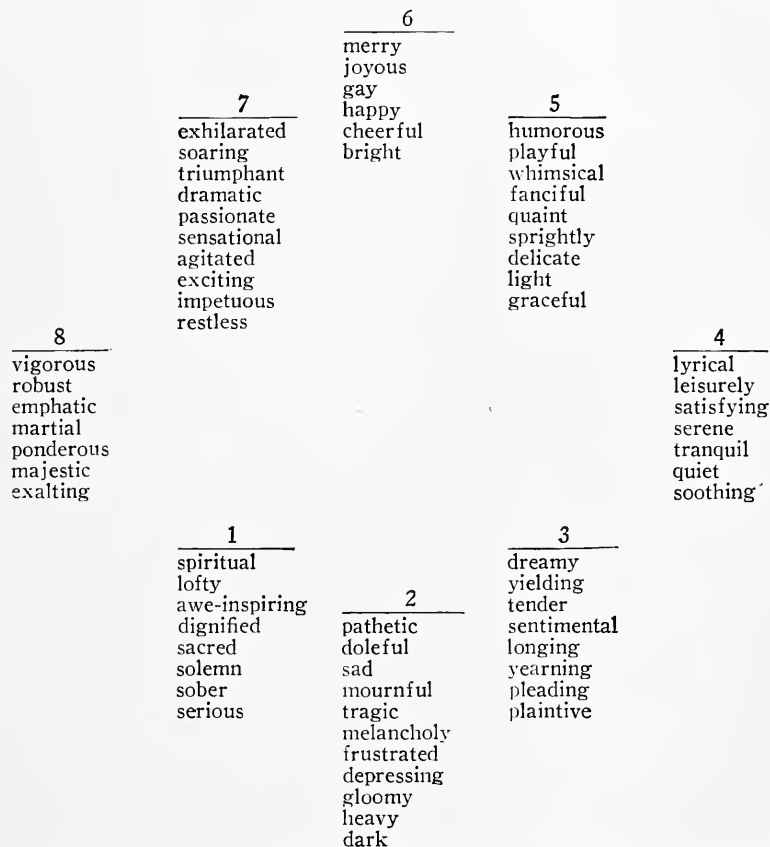 6
merry
joyous
gay
happy
cheerful
bright
7
exhilarated
soaring
triumphant
dramatic
passionate
sensational
agitated
exciting
impetuous
restless
5
humorous
playful
whimsical
fanciful
quaint
sprightly
delicate
light
graceful
8
vigorous
robust
emphatic
martial
ponderous
majestic
exalting
4
lyrical
leisurely
satisfying
serene
tranquil
quiet
soothing
1
spiritual
lofty
awe-inspiring
dignified
sacred
solemn
sober
serious
2
pathetic
doleful
sad
mournful
tragic
melancholy
frustrated
depressing
gloomy
heavy
dark
3
dreamy
yielding
tender
sentimental
longing
yearning
pleading
plaintive